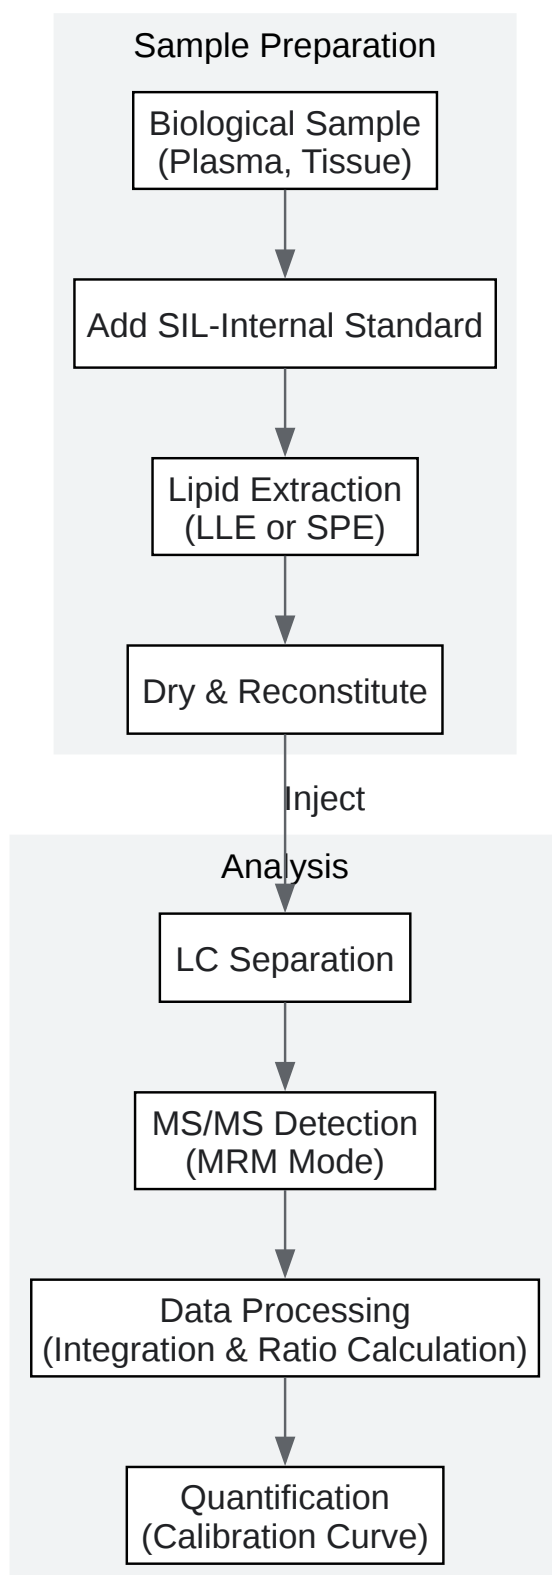 Sample Preparation
Biological Sample
(Plasma, Tissue)
Add SIL-Internal Standard
Lipid Extraction
(LLE or SPE)
Dry & Reconstitute
Inject
Analysis
LC Separation
MS/MS Detection
(MRM Mode)
Data Processing
(Integration & Ratio Calculation)
Quantification
(Calibration Curve)